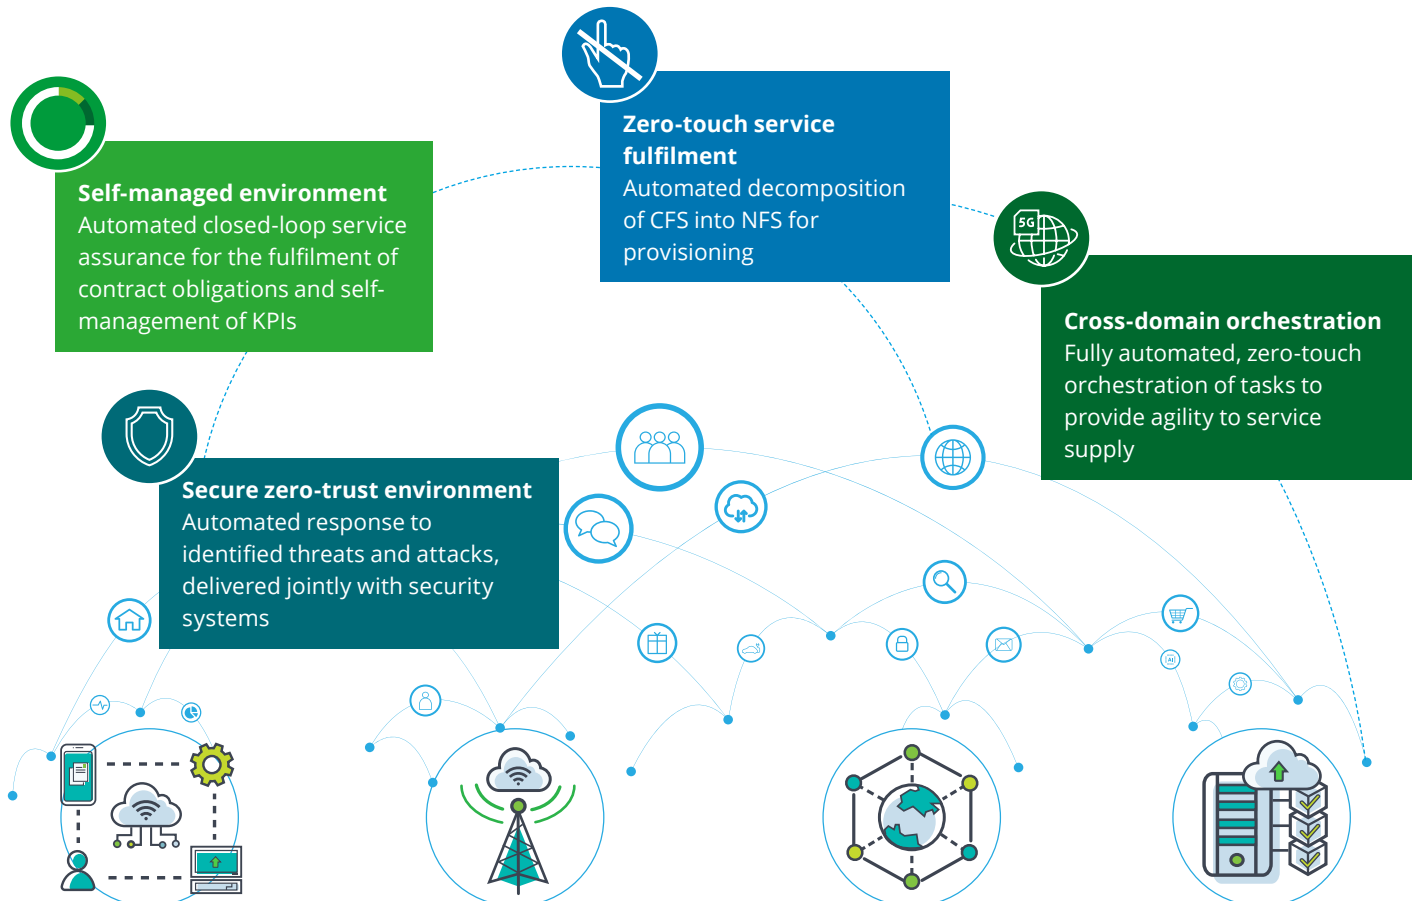 Zero-touch service
fulfilment
Automated decomposition
of CFS into NFS for
provisioning
Self-managed environment
Automated closed-loop service
assurance for the fulfilment of
contract obligations and self-
management of KPIs
5G
Cross-domain orchestration
Fully automated, zero-touch
orchestration of tasks to
provide agility to service
supply
Secure zero-trust environment
Automated response to
identified threats and attacks,
delivered jointly with security
systems
AI